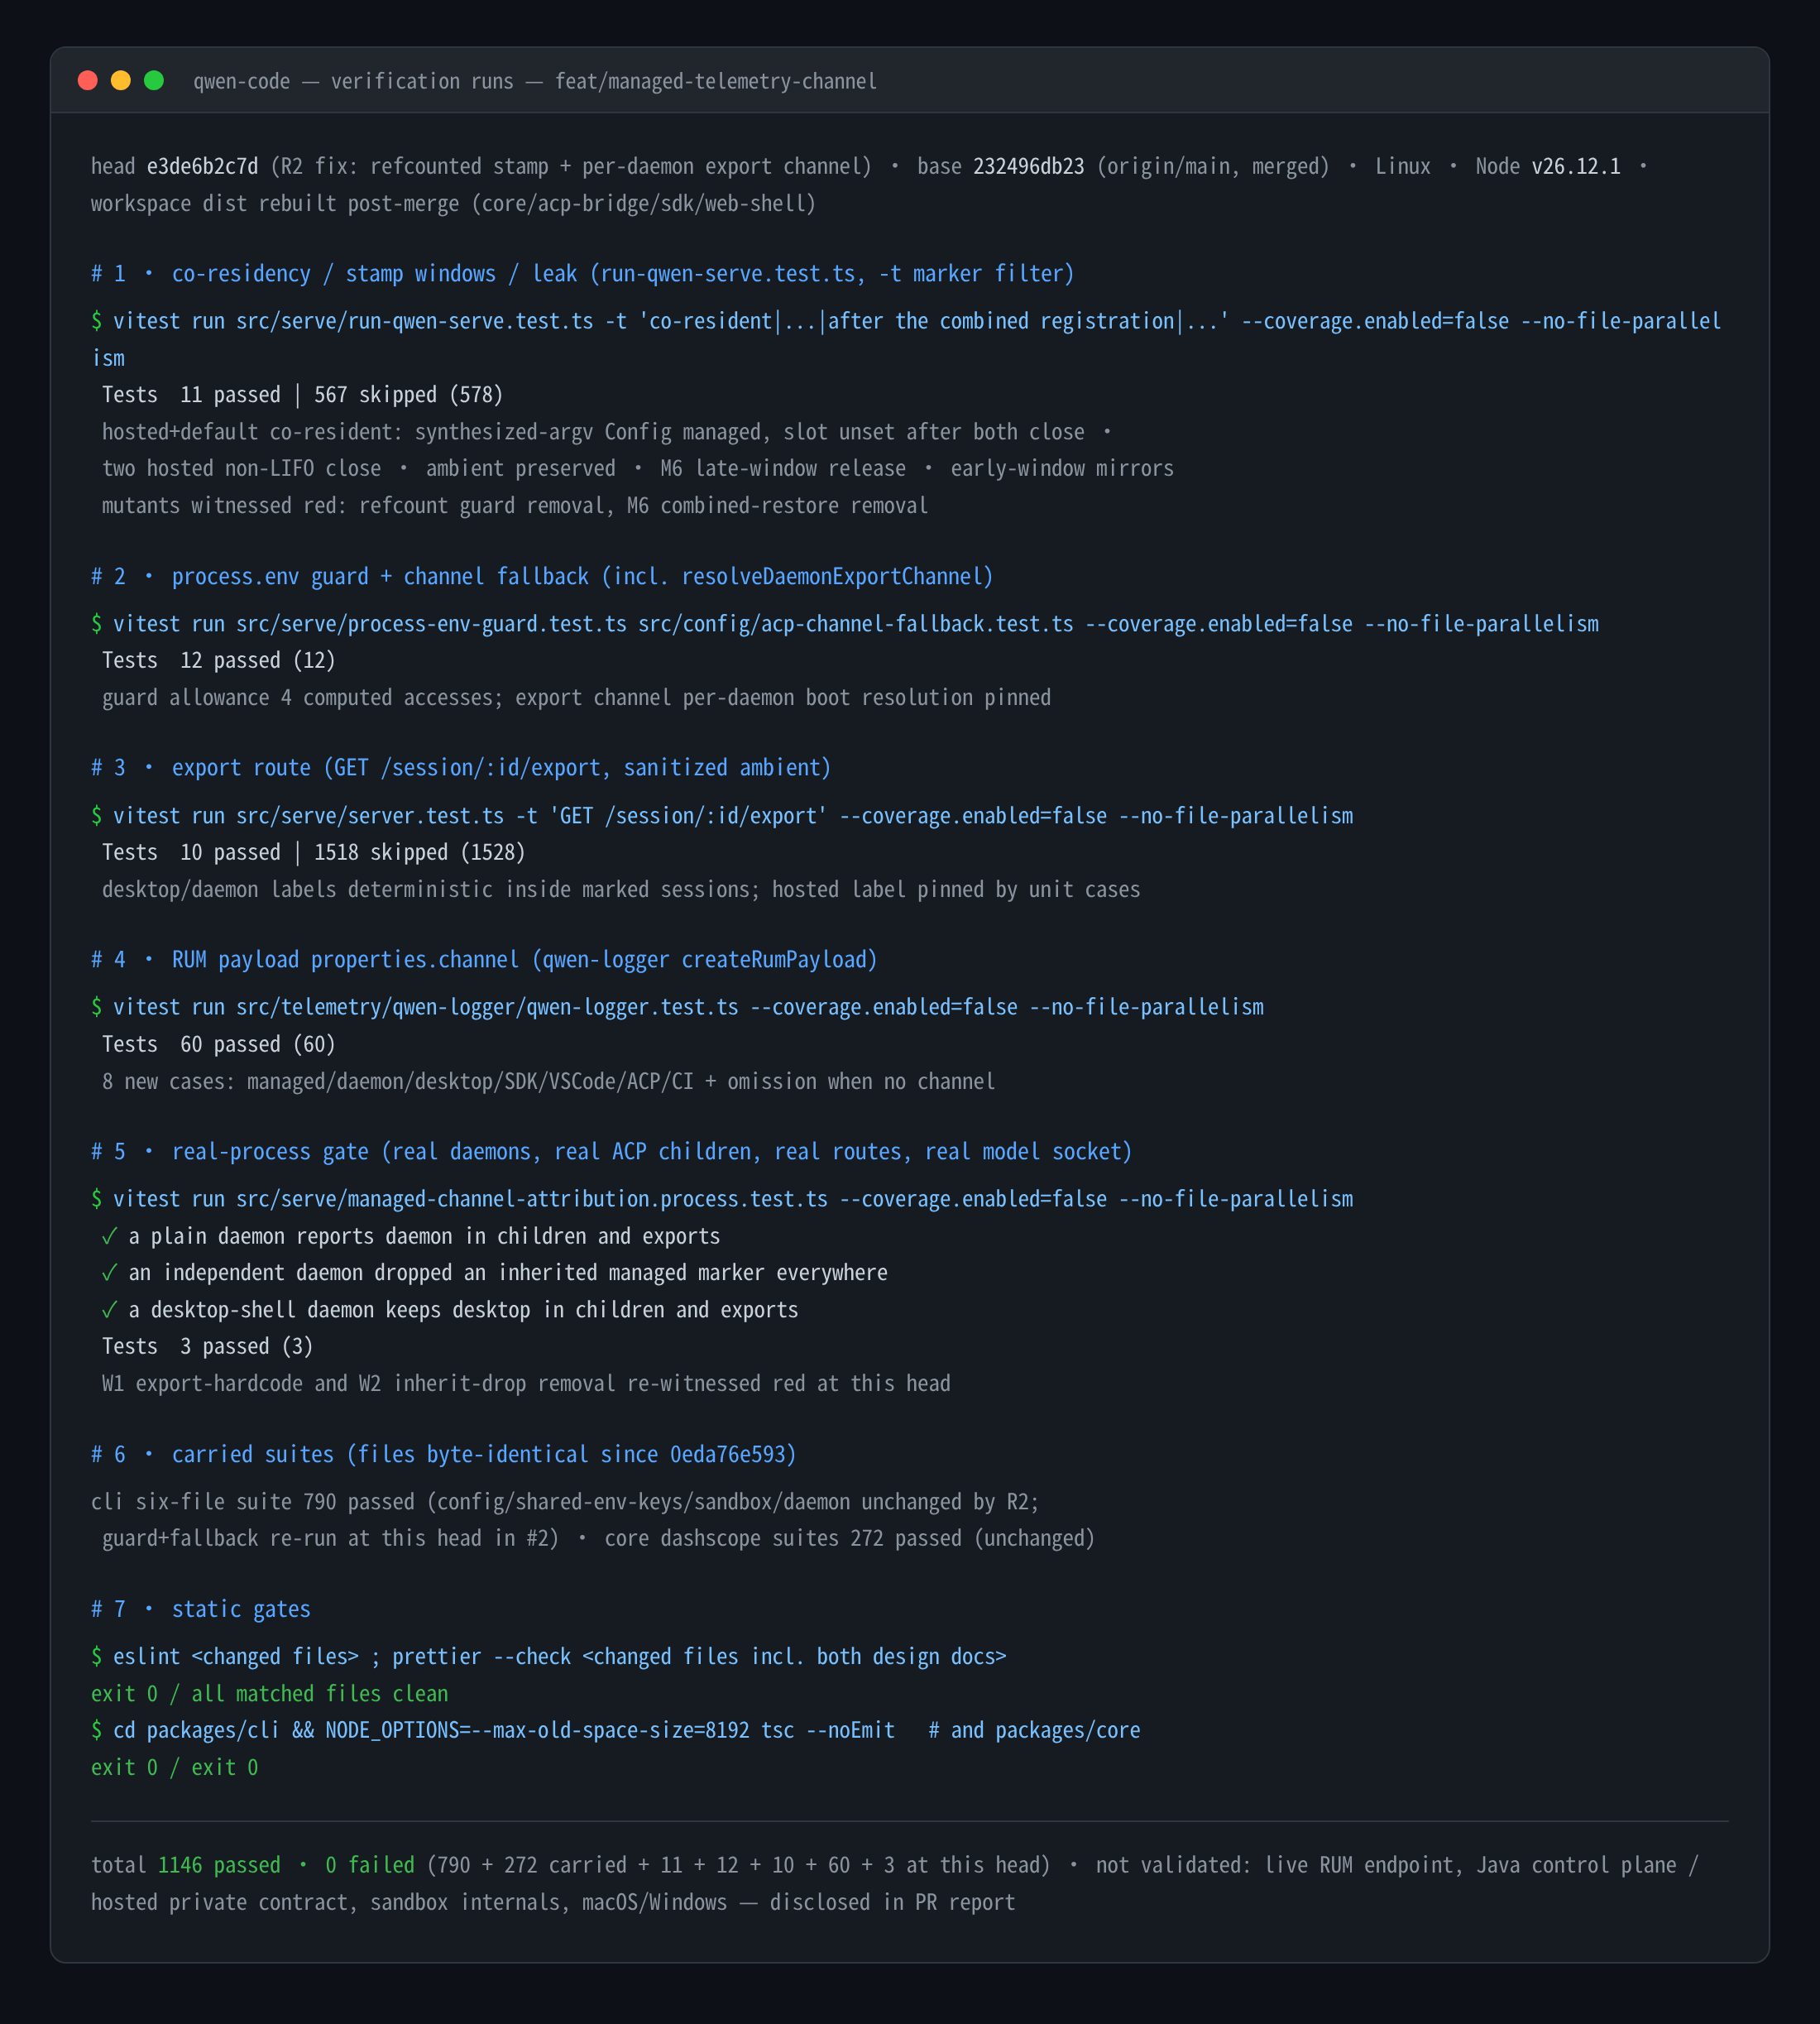 qwen-code — verification runs — feat/managed-telemetry-channel
head e3de6b2c7d (R2 fix: refcounted stamp + per-daemon export channel) · base 232496db23 (origin/main, merged) · Linux · Node v26.12.1 ·
workspace dist rebuilt post-merge (core/acp-bridge/sdk/web-shell)
# 1 · co-residency / stamp windows / leak (run-qwen-serve.test.ts, -t marker filter)
$ vitest run src/serve/run-qwen-serve.test.ts -t 'co-resident|...|after the combined registration|...' --coverage.enabled=false --no-file-parallel
ism
Tests 11 passed | 567 skipped (578)
hosted+default co-resident: synthesized-argv Config managed, slot unset after both close ·
two hosted non-LIFO close · ambient preserved · M6 late-window release · early-window mirrors
mutants witnessed red: refcount guard removal, M6 combined-restore removal
# 2 · process.env guard + channel fallback (incl. resolveDaemonExportChannel)
$ vitest run src/serve/process-env-guard.test.ts src/config/acp-channel-fallback.test.ts --coverage.enabled=false --no-file-parallelism
Tests 12 passed (12)
guard allowance 4 computed accesses; export channel per-daemon boot resolution pinned
# 3 · export route (GET /session/:id/export, sanitized ambient)
$ vitest run src/serve/server.test.ts -t 'GET /session/:id/export' --coverage.enabled=false --no-file-parallelism
Tests 10 passed | 1518 skipped (1528)
desktop/daemon labels deterministic inside marked sessions; hosted label pinned by unit cases
# 4 · RUM payload properties.channel (qwen-logger createRumPayload)
$ vitest run src/telemetry/qwen-logger/qwen-logger.test.ts --coverage.enabled=false --no-file-parallelism
Tests 60 passed (60)
8 new cases: managed/daemon/desktop/SDK/VSCode/ACP/CI + omission when no channel
# 5 · real-process gate (real daemons, real ACP children, real routes, real model socket)
$ vitest run src/serve/managed-channel-attribution.process.test.ts --coverage.enabled=false --no-file-parallelism
✓ a plain daemon reports daemon in children and exports
✓ an independent daemon dropped an inherited managed marker everywhere
✓ a desktop-shell daemon keeps desktop in children and exports
Tests 3 passed (3)
W1 export-hardcode and W2 inherit-drop removal re-witnessed red at this head
# 6 · carried suites (files byte-identical since 0eda76e593)
cli six-file suite 790 passed (config/shared-env-keys/sandbox/daemon unchanged by R2;
guard+fallback re-run at this head in #2) · core dashscope suites 272 passed (unchanged)
# 7 · static gates
$ eslint <changed files> ; prettier --check <changed files incl. both design docs>
exit 0 / all matched files clean
$ cd packages/cli && NODE_OPTIONS=--max-old-space-size=8192 tsc --noEmit # and packages/core
exit 0 / exit 0
total 1146 passed · 0 failed (790 + 272 carried + 11 + 12 + 10 + 60 + 3 at this head) · not validated: live RUM endpoint, Java control plane /
hosted private contract, sandbox internals, macOS/Windows — disclosed in PR report